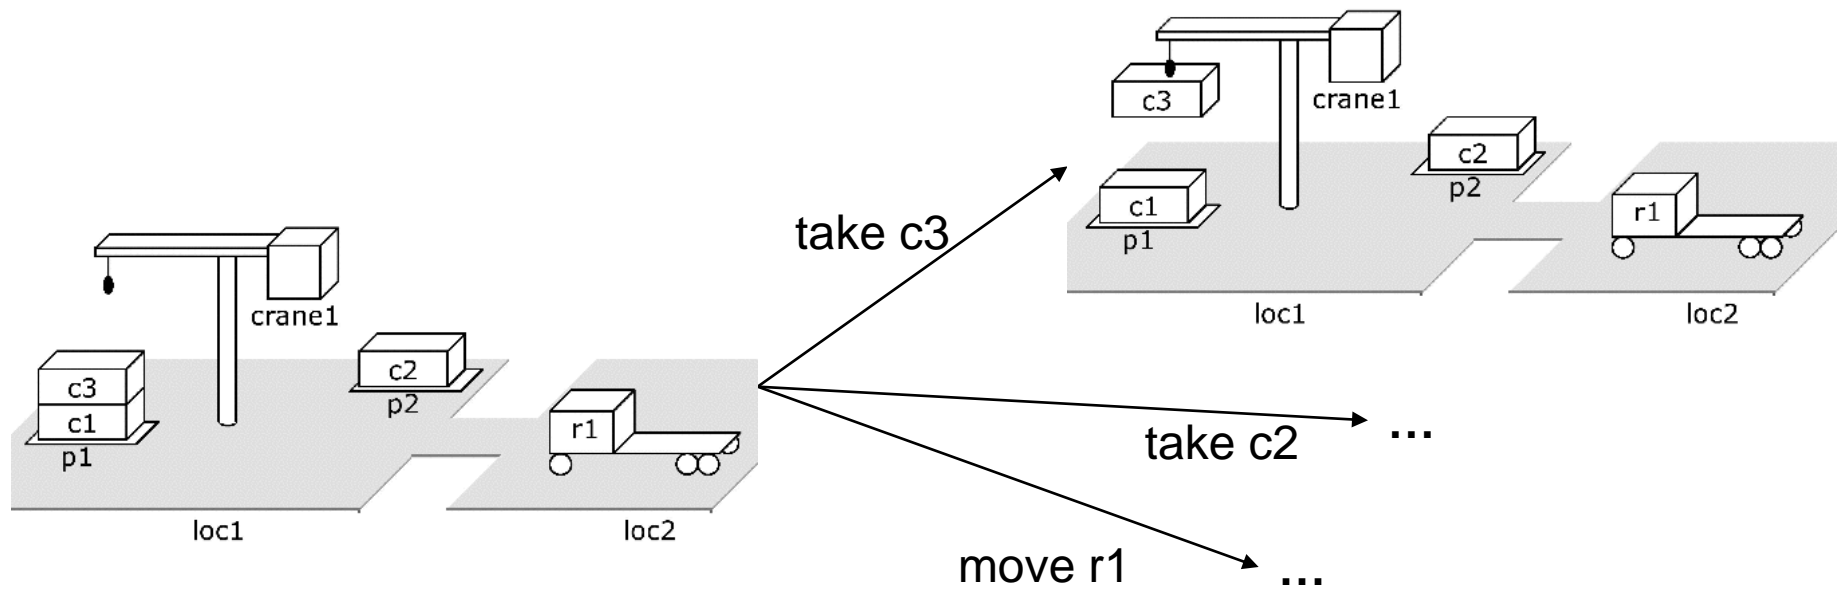 crane1
c3
c1
p1
c2
p2
r1
loc1
loc2
take c3
take c2
...
move r1
...
c3
crane1
c1
p1
c2
p2
r1
loc1
loc2